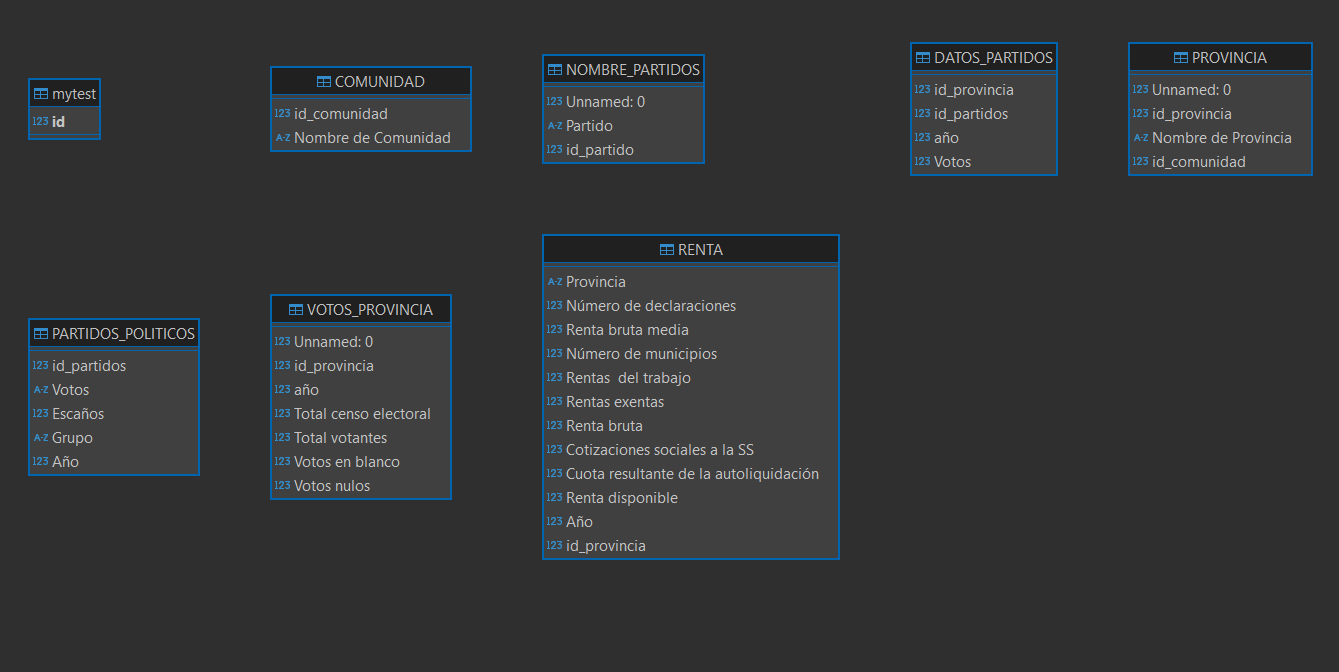 mytest
123 id
COMUNIDAD
123 id_comunidad
A-Z Nombre de Comunidad
NOMBRE_PARTIDOS
123 Unnamed: 0
A-Z Partido
123 id_partido
DATOS_PARTIDOS
123 id_provincia
123 id_partidos
123 año
123 Votos
PROVINCIA
123 Unnamed: 0
123 id_provincia
A-Z Nombre de Provincia
123 id_comunidad
PARTIDOS_POLITICOS
123 id_partidos
A-Z Votos
123 Escaños
A-Z Grupo
123 Año
VOTOS_PROVINCIA
123 Unnamed: 0
123 id_provincia
123 año
123 Total censo electoral
123 Total votantes
123 Votos en blanco
123 Votos nulos
RENTA
A-Z Provincia
123 Número de declaraciones
123 Renta bruta media
123 Número de municipios
123 Rentas  del trabajo
123 Rentas exentas
123 Renta bruta
123 Cotizaciones sociales a la SS
123 Cuota resultante de la autoliquidación
123 Renta disponible
123 Año
123 id_provincia